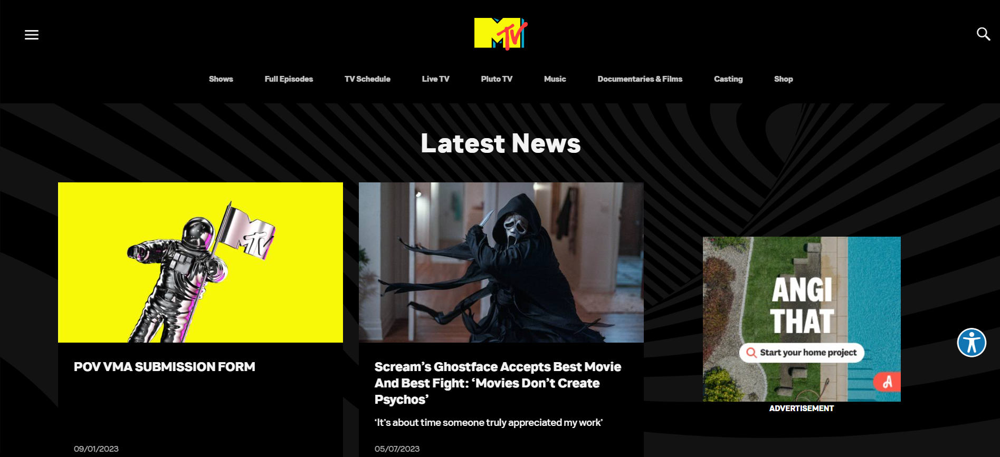 MTV
Shows Full Episodes TV Schedule Live TV Pluto TV Music Documentaries & Films Casting Shop
Latest News
MTV
POV VMA SUBMISSION FORM
09/01/2023
Scream’s Ghostface Accepts Best Movie
And Best Fight: ‘Movies Don’t Create
Psychos’
‘It’s about time someone truly appreciated my work’
05/07/2023
ANGI
THAT
Start your home project
A
ADVERTISEMENT